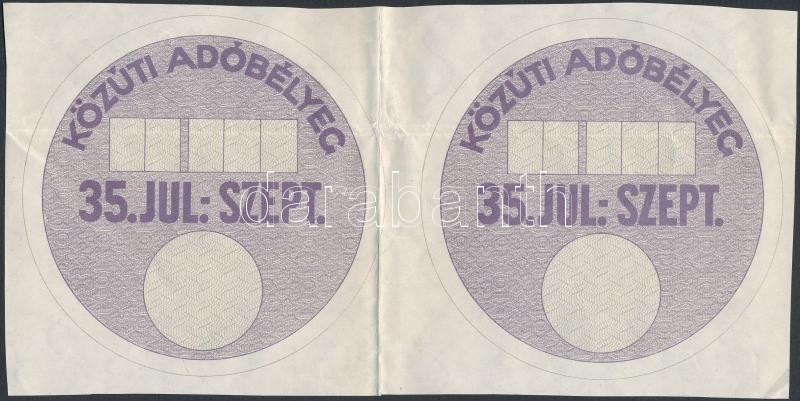 KÖZÚTI ADÓBÉLYEG
35.JUL: SZEPT.
KÖZÚTI ADÓBÉLYEG
35.JUL: SZEPT.
darabanth